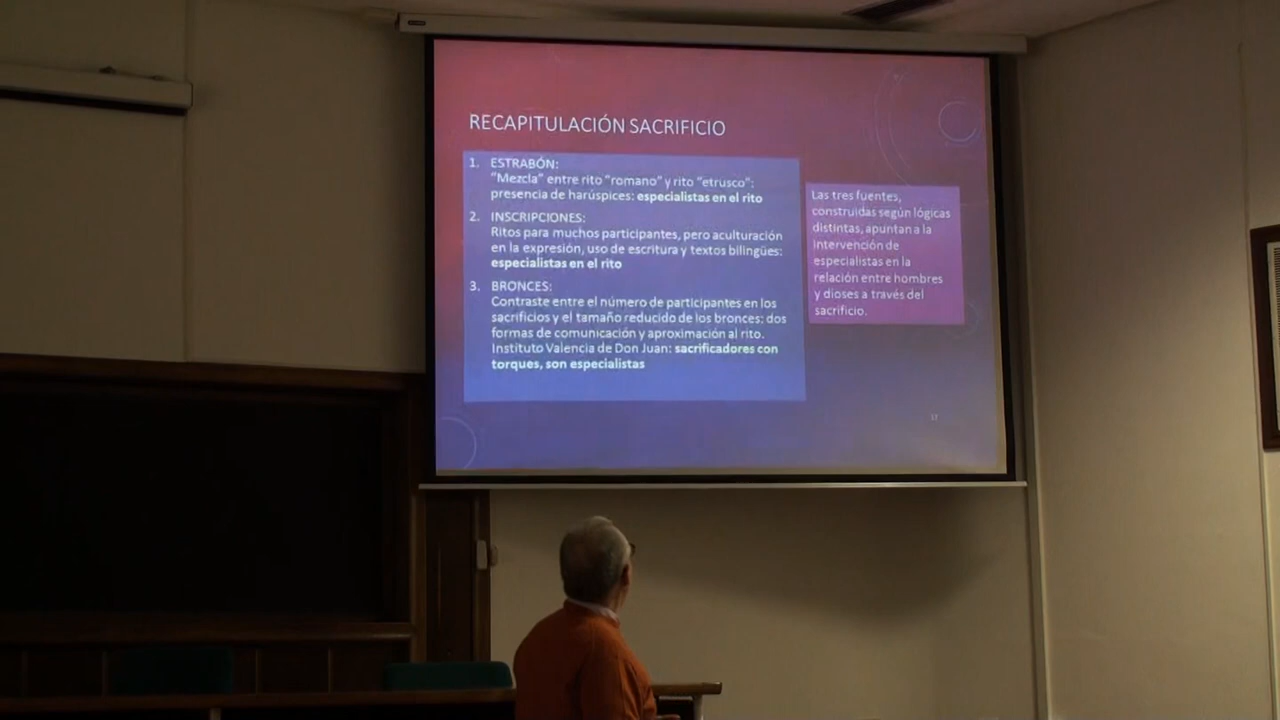 RECAPITULACIÓN SACRIFICIO
1. ESTRABÓN:
"Mezcla" entre rito "romano" y rito "etrusco":
presencia de harúspices: especialistas en el rito
2. INSCRIPCIONES:
Ritos para muchos participantes, pero aculturación
en la expresión, uso de escritura y textos bilingües:
especialistas en el rito
3. BRONCES:
Contraste entre el número de participantes en los
sacrificios y el tamaño reducido de los bronces: dos
formas de comunicación y aproximación al rito.
Instituto Valencia de Don Juan: sacrificadores con
torques, son especialistas
Las tres fuentes,
construidas según lógicas
distintas, apuntan a la
intervención de
especialistas en la
relación entre hombres
y dioses a través del
sacrificio.